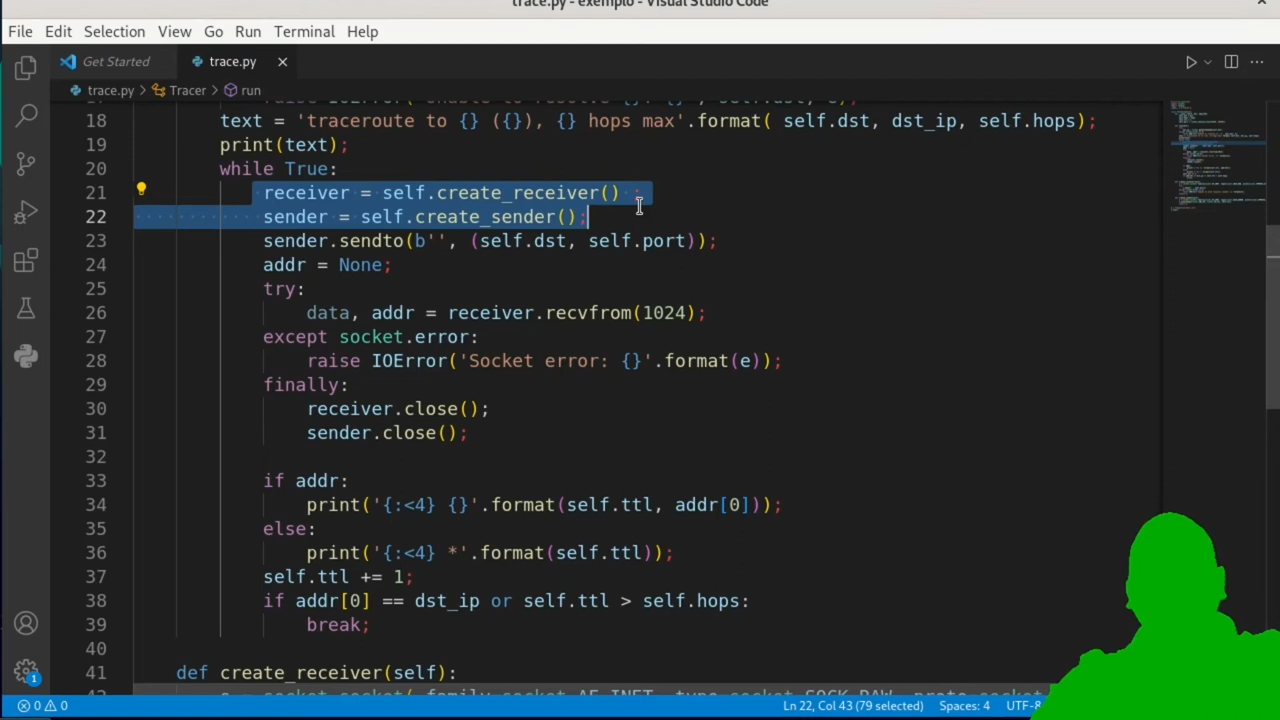 trace.py - exemplo - Visual Studio Code
File Edit Selection View Go Run Terminal Help
Get Started
trace.py
trace.py > Tracer > run
18 text = 'traceroute to {} ({}), {} hops max'.format( self.dst, dst_ip, self.hops);
19 print(text);
20 while True:
21 receiver = self.create_receiver() ;
22 sender = self.create_sender();
23 sender.sendto(b'', (self.dst, self.port));
24 addr = None;
25 try:
26 data, addr = receiver.recvfrom(1024);
27 except socket.error:
28 raise IOError('Socket error: {}'.format(e));
29 finally:
30 receiver.close();
31 sender.close();
32
33 if addr:
34 print('{:<4} {}'.format(self.ttl, addr[0]));
35 else:
36 print('{:<4} *'.format(self.ttl));
37 self.ttl += 1;
38 if addr[0] == dst_ip or self.ttl > self.hops:
39 break;
40
41 def create_receiver(self):
1
0 0
Ln 22, Col 43 (79 selected) Spaces: 4 UTF-8